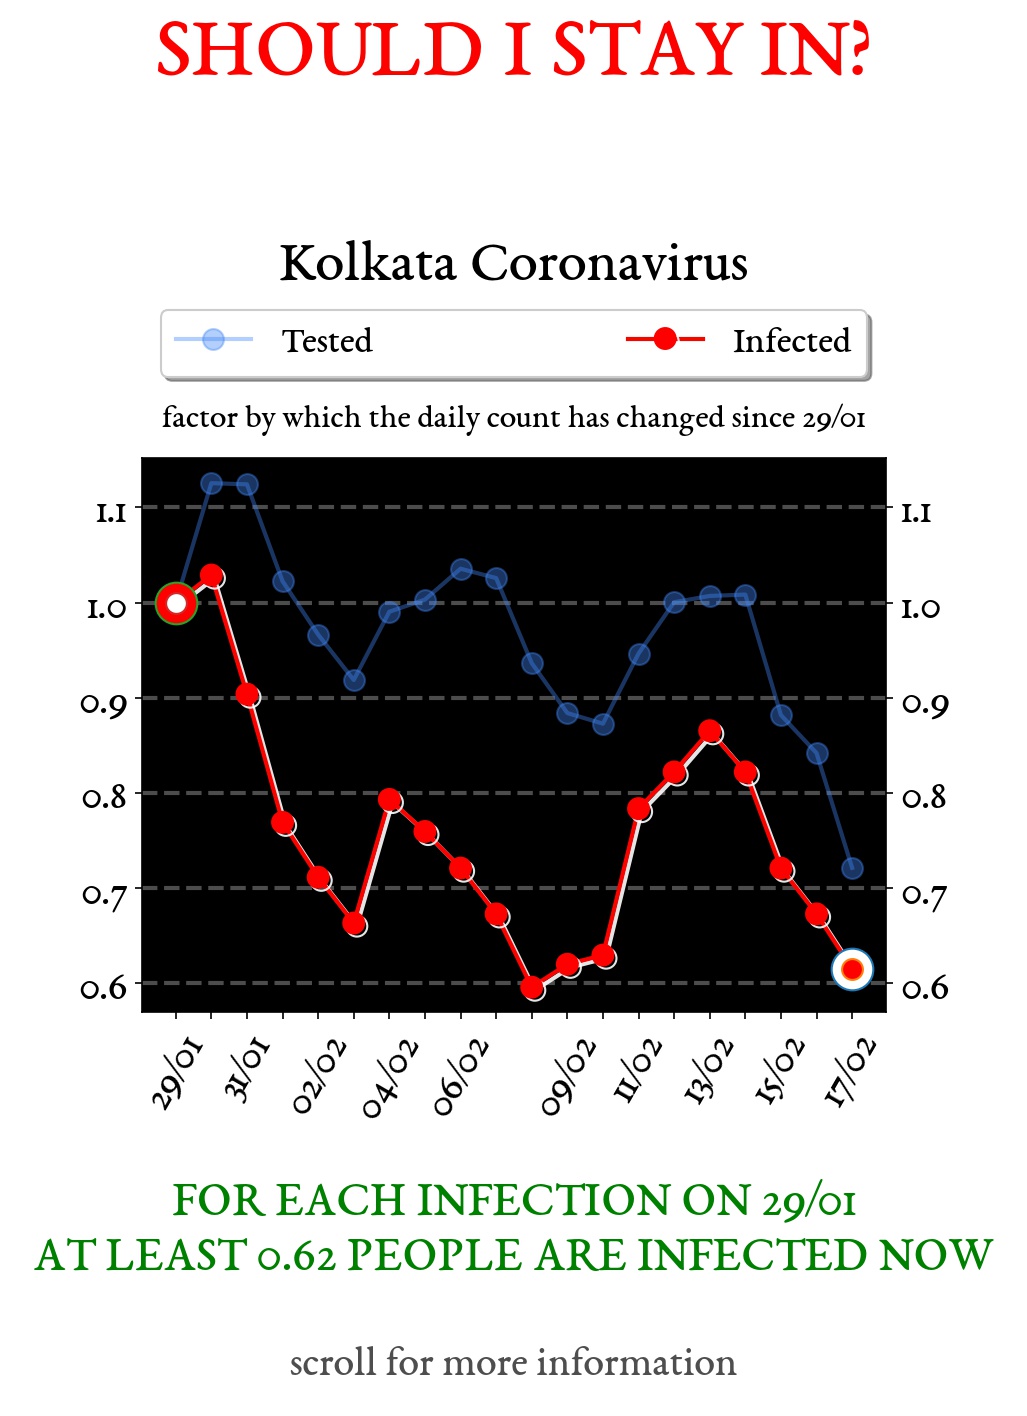 SHOULD I STAY IN?
Kolkata Coronavirus
Tested Infected
factor by which the daily count has changed since 29/01
1.1 1.1
1.0 1.0
0.9 0.9
0.8 0.8
0.7 0.7
0.6 0.6
29/01 31/01 02/02 04/02 06/02 09/02 11/02 13/02 15/02 17/02
FOR EACH INFECTION ON 29/01
AT LEAST 0.62 PEOPLE ARE INFECTED NOW
scroll for more information